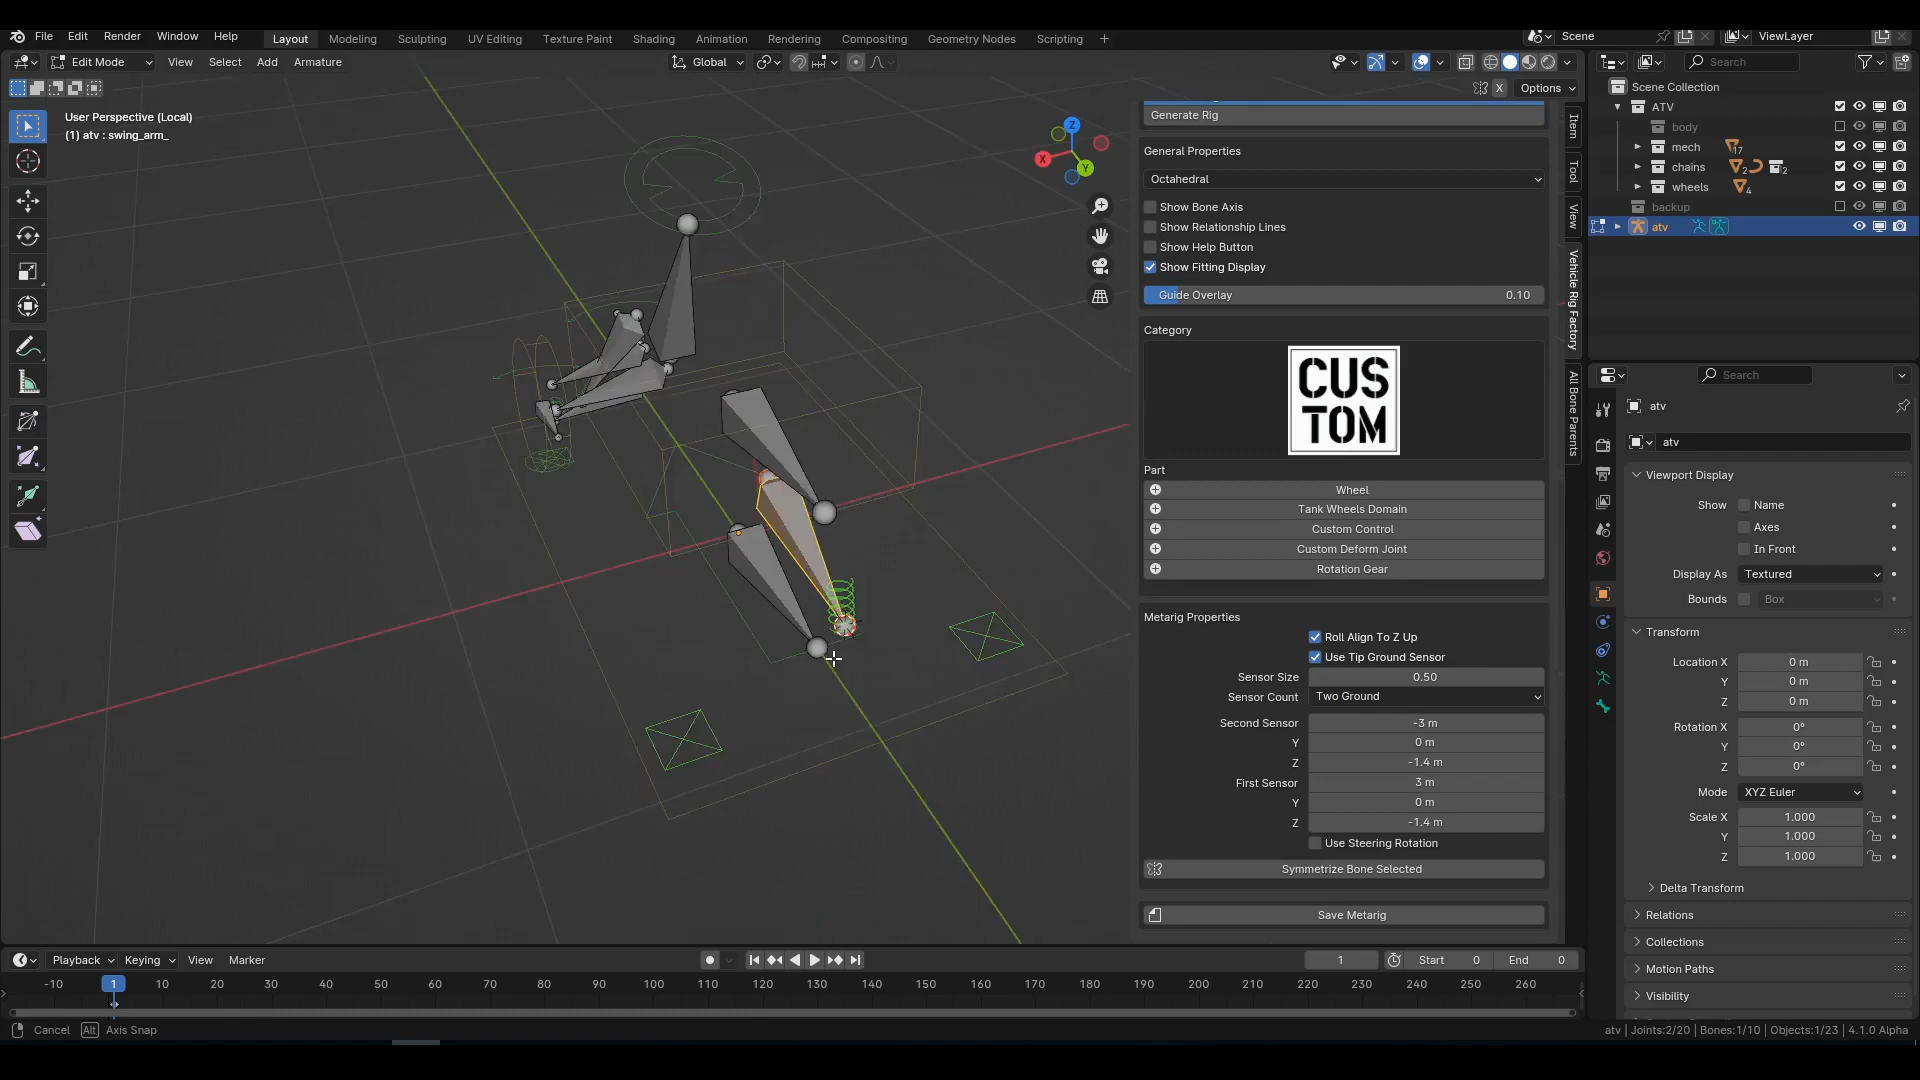 File Edit Render Window Help Layout Modeling Sculpting UV Editing Texture Paint Shading Animation Rendering Compositing Geometry Nodes Scripting + Scene ViewLayer
Edit Mode View Select Add Armature Global Search
X Options
User Perspective (Local)
(1) atv : swing_arm_
Z
X
Y
Generate Rig
General Properties
Octahedral
Show Bone Axis
Show Relationship Lines
Show Help Button
Show Fitting Display
Guide Overlay 0.10
Category
CUS
TOM
Part
Wheel
Tank Wheels Domain
Custom Control
Custom Deform Joint
Rotation Gear
Metarig Properties
Roll Align To Z Up
Use Tip Ground Sensor
Sensor Size 0.50
Sensor Count Two Ground
Second Sensor -3 m
Y 0 m
Z -1.4 m
First Sensor 3 m
Y 0 m
Z -1.4 m
Use Steering Rotation
Symmetrize Bone Selected
Save Metarig
Item
Tool
View
Vehicle Rig Factory
All Bone Parents
Scene Collection
ATV
body
mech 17
chains 2 2
wheels 4
backup
atv
Search
atv
atv
Viewport Display
Show Name
Axes
In Front
Display As Textured
Bounds Box
Transform
Location X 0 m
Y 0 m
Z 0 m
Rotation X 0°
Y 0°
Z 0°
Mode XYZ Euler
Scale X 1.000
Y 1.000
Z 1.000
Delta Transform
Relations
Collections
Motion Paths
Visibility
Playback Keying View Marker 1 Start 0 End 0
-10 1 10 20 30 40 50 60 70 80 90 100 110 120 130 140 150 160 170 180 190 200 210 220 230 240 250 260
Cancel Alt Axis Snap atv | Joints:2/20 | Bones:1/10 | Objects:1/23 | 4.1.0 Alpha